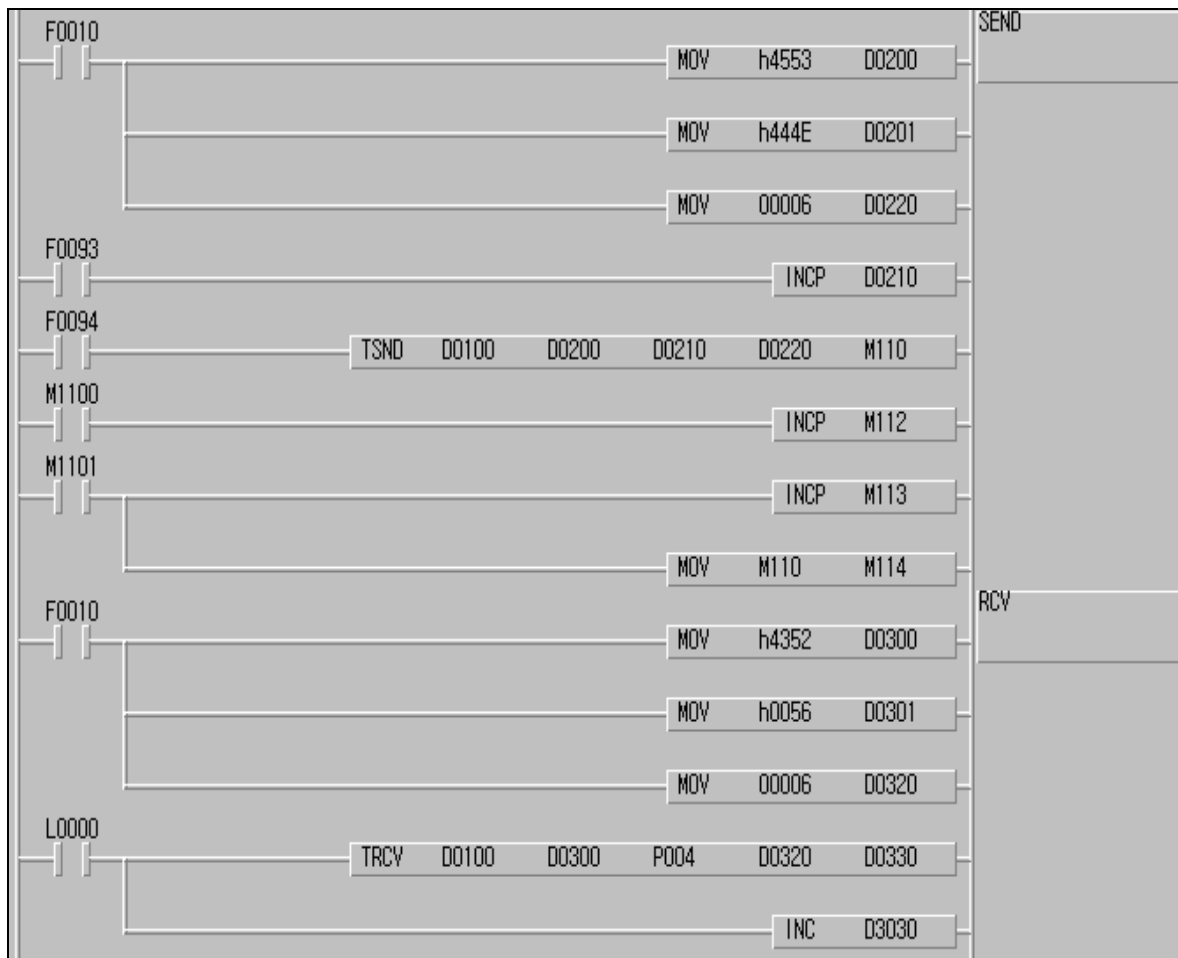 F0010
MOV h4553 D0200
SEND
MOV h444E D0201
MOV 00006 D0220
F0093
INCP D0210
F0094
TSND D0100 D0200 D0210 D0220 M110
M1100
INCP M112
M1101
INCP M113
MOV M110 M114
F0010
MOV h4352 D0300
RCV
MOV h0056 D0301
MOV 00006 D0320
L0000
TRCV D0100 D0300 P004 D0320 D0330
INC D3030